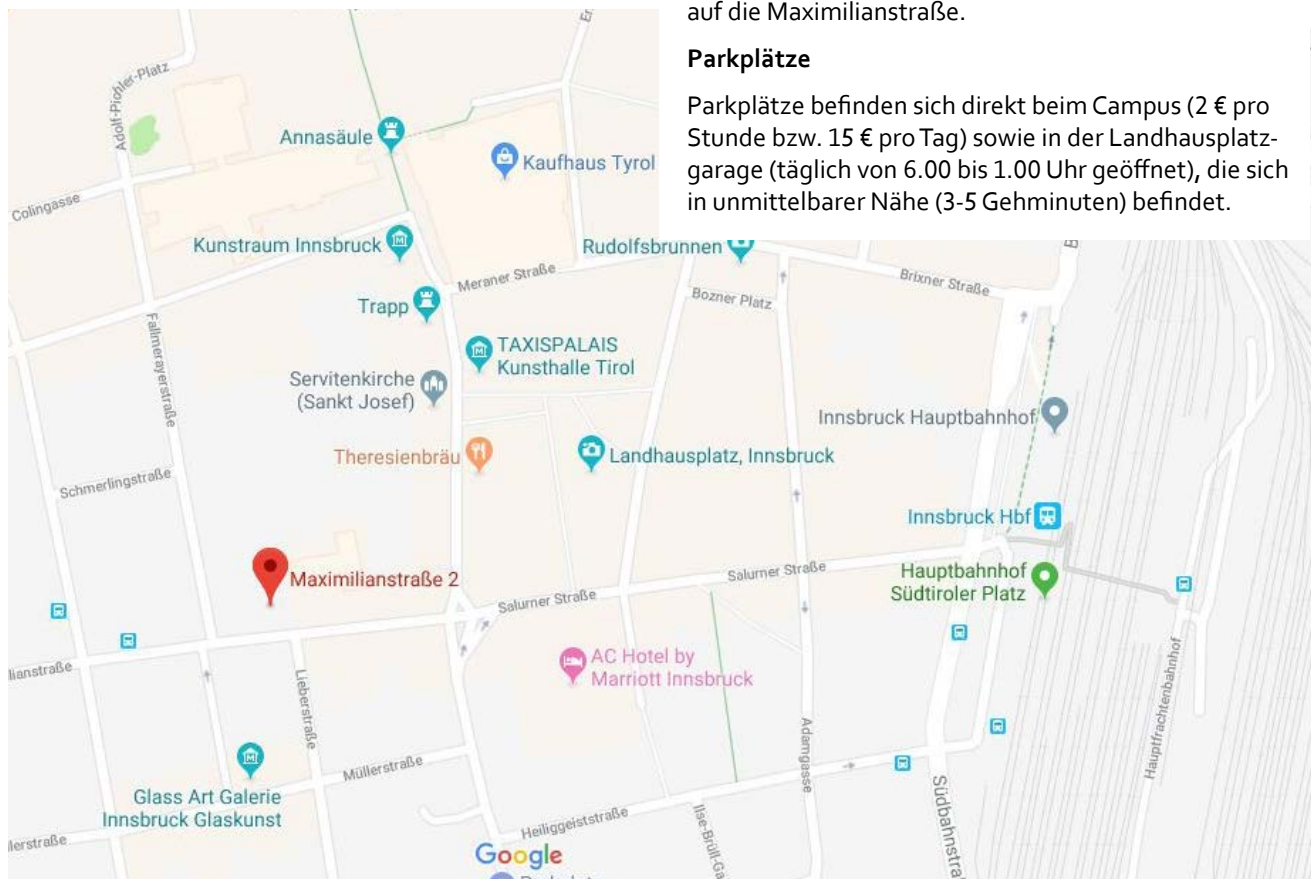 auf die Maximilianstraße.
Parkplätze
Parkplätze befinden sich direkt beim Campus (2 € pro
Stunde bzw. 15 € pro Tag) sowie in der Landhausplatz-
garage (täglich von 6.00 bis 1.00 Uhr geöffnet), die sich
in unmittelbarer Nähe (3-5 Gehminuten) befindet.
Adolf-Pichler-Platz
Annasäule
Kaufhaus Tyrol
Colingasse
Kunstraum Innsbruck
Rudolfsbrunnen
Meraner Straße
Brixner Straße
Bozner Platz
Trapp
Fallmerayerstraße
TAXISPALAIS
Kunsthalle Tirol
Servitenkirche
(Sankt Josef)
Innsbruck Hauptbahnhof
Theresienbräu
Landhausplatz, Innsbruck
Schmerlingstraße
Innsbruck Hbf
Maximilianstraße 2
Salurner Straße
Salurner Straße
Hauptbahnhof
Südtiroler Platz
lianstraße
Lieberstraße
AC Hotel by
Marriott Innsbruck
Hauptfrachtenbahnhof
Adamgasse
Müllerstraße
Glass Art Galerie
Innsbruck Glaskunst
Südbahnstra
Ilse-Brüll-Ga
Heiliggeiststraße
lerstraße
Google